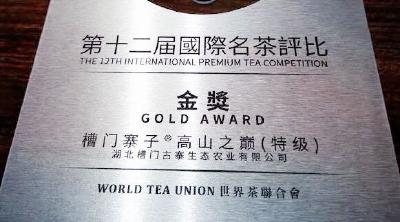 第十二届國際名茶評比
THE 12TH INTERNATIONAL PREMIUM TEA COMPETITION
金獎
GOLD AWARD
槽门寨子®高山之巅(特级)
湖北槽门古寨生态农业有限公司
WORLD TEA UNION 世界茶聯合會